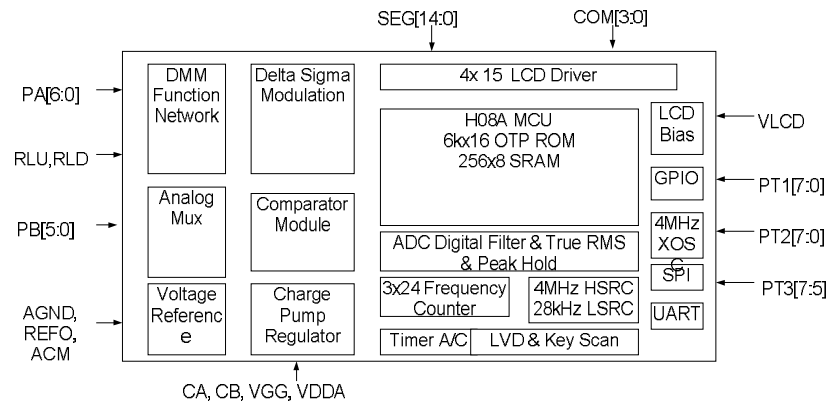 SEG[14:0]
COM[3:0]
PA[6:0]
RLU,RLD
PB[5:0]
AGND,
REFO,
ACM
DMM
Function
Network
Delta Sigma
Modulation
4x 15 LCD Driver
H08A MCU
6kx16 OTP ROM
256x8 SRAM
LCD
Bias
VLCD
GPIO
PT1[7:0]
Analog
Mux
Comparator
Module
4MHz
XOS
C
PT2[7:0]
ADC Digital Filter & True RMS
& Peak Hold
SPI
PT3[7:5]
Voltage
Referenc
e
Charge
Pump
Regulator
3x24 Frequency
Counter
4MHz HSRC
28kHz LSRC
UART
Timer A/C
LVD & Key Scan
CA, CB, VGG, VDDA